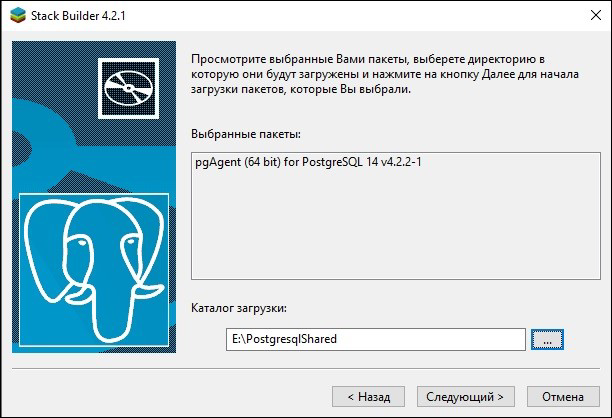 Stack Builder 4.2.1
Просмотрите выбранные Вами пакеты, выберете директорию в
которую они будут загружены и нажмите на кнопку Далее для начала
загрузки пакетов, которые Вы выбрали.
Выбранные пакеты:
pgAgent (64 bit) for PostgreSQL 14 v4.2.2-1
Каталог загрузки:
E:\PostgresqlShared
...
< Назад
Следующий >
Отмена